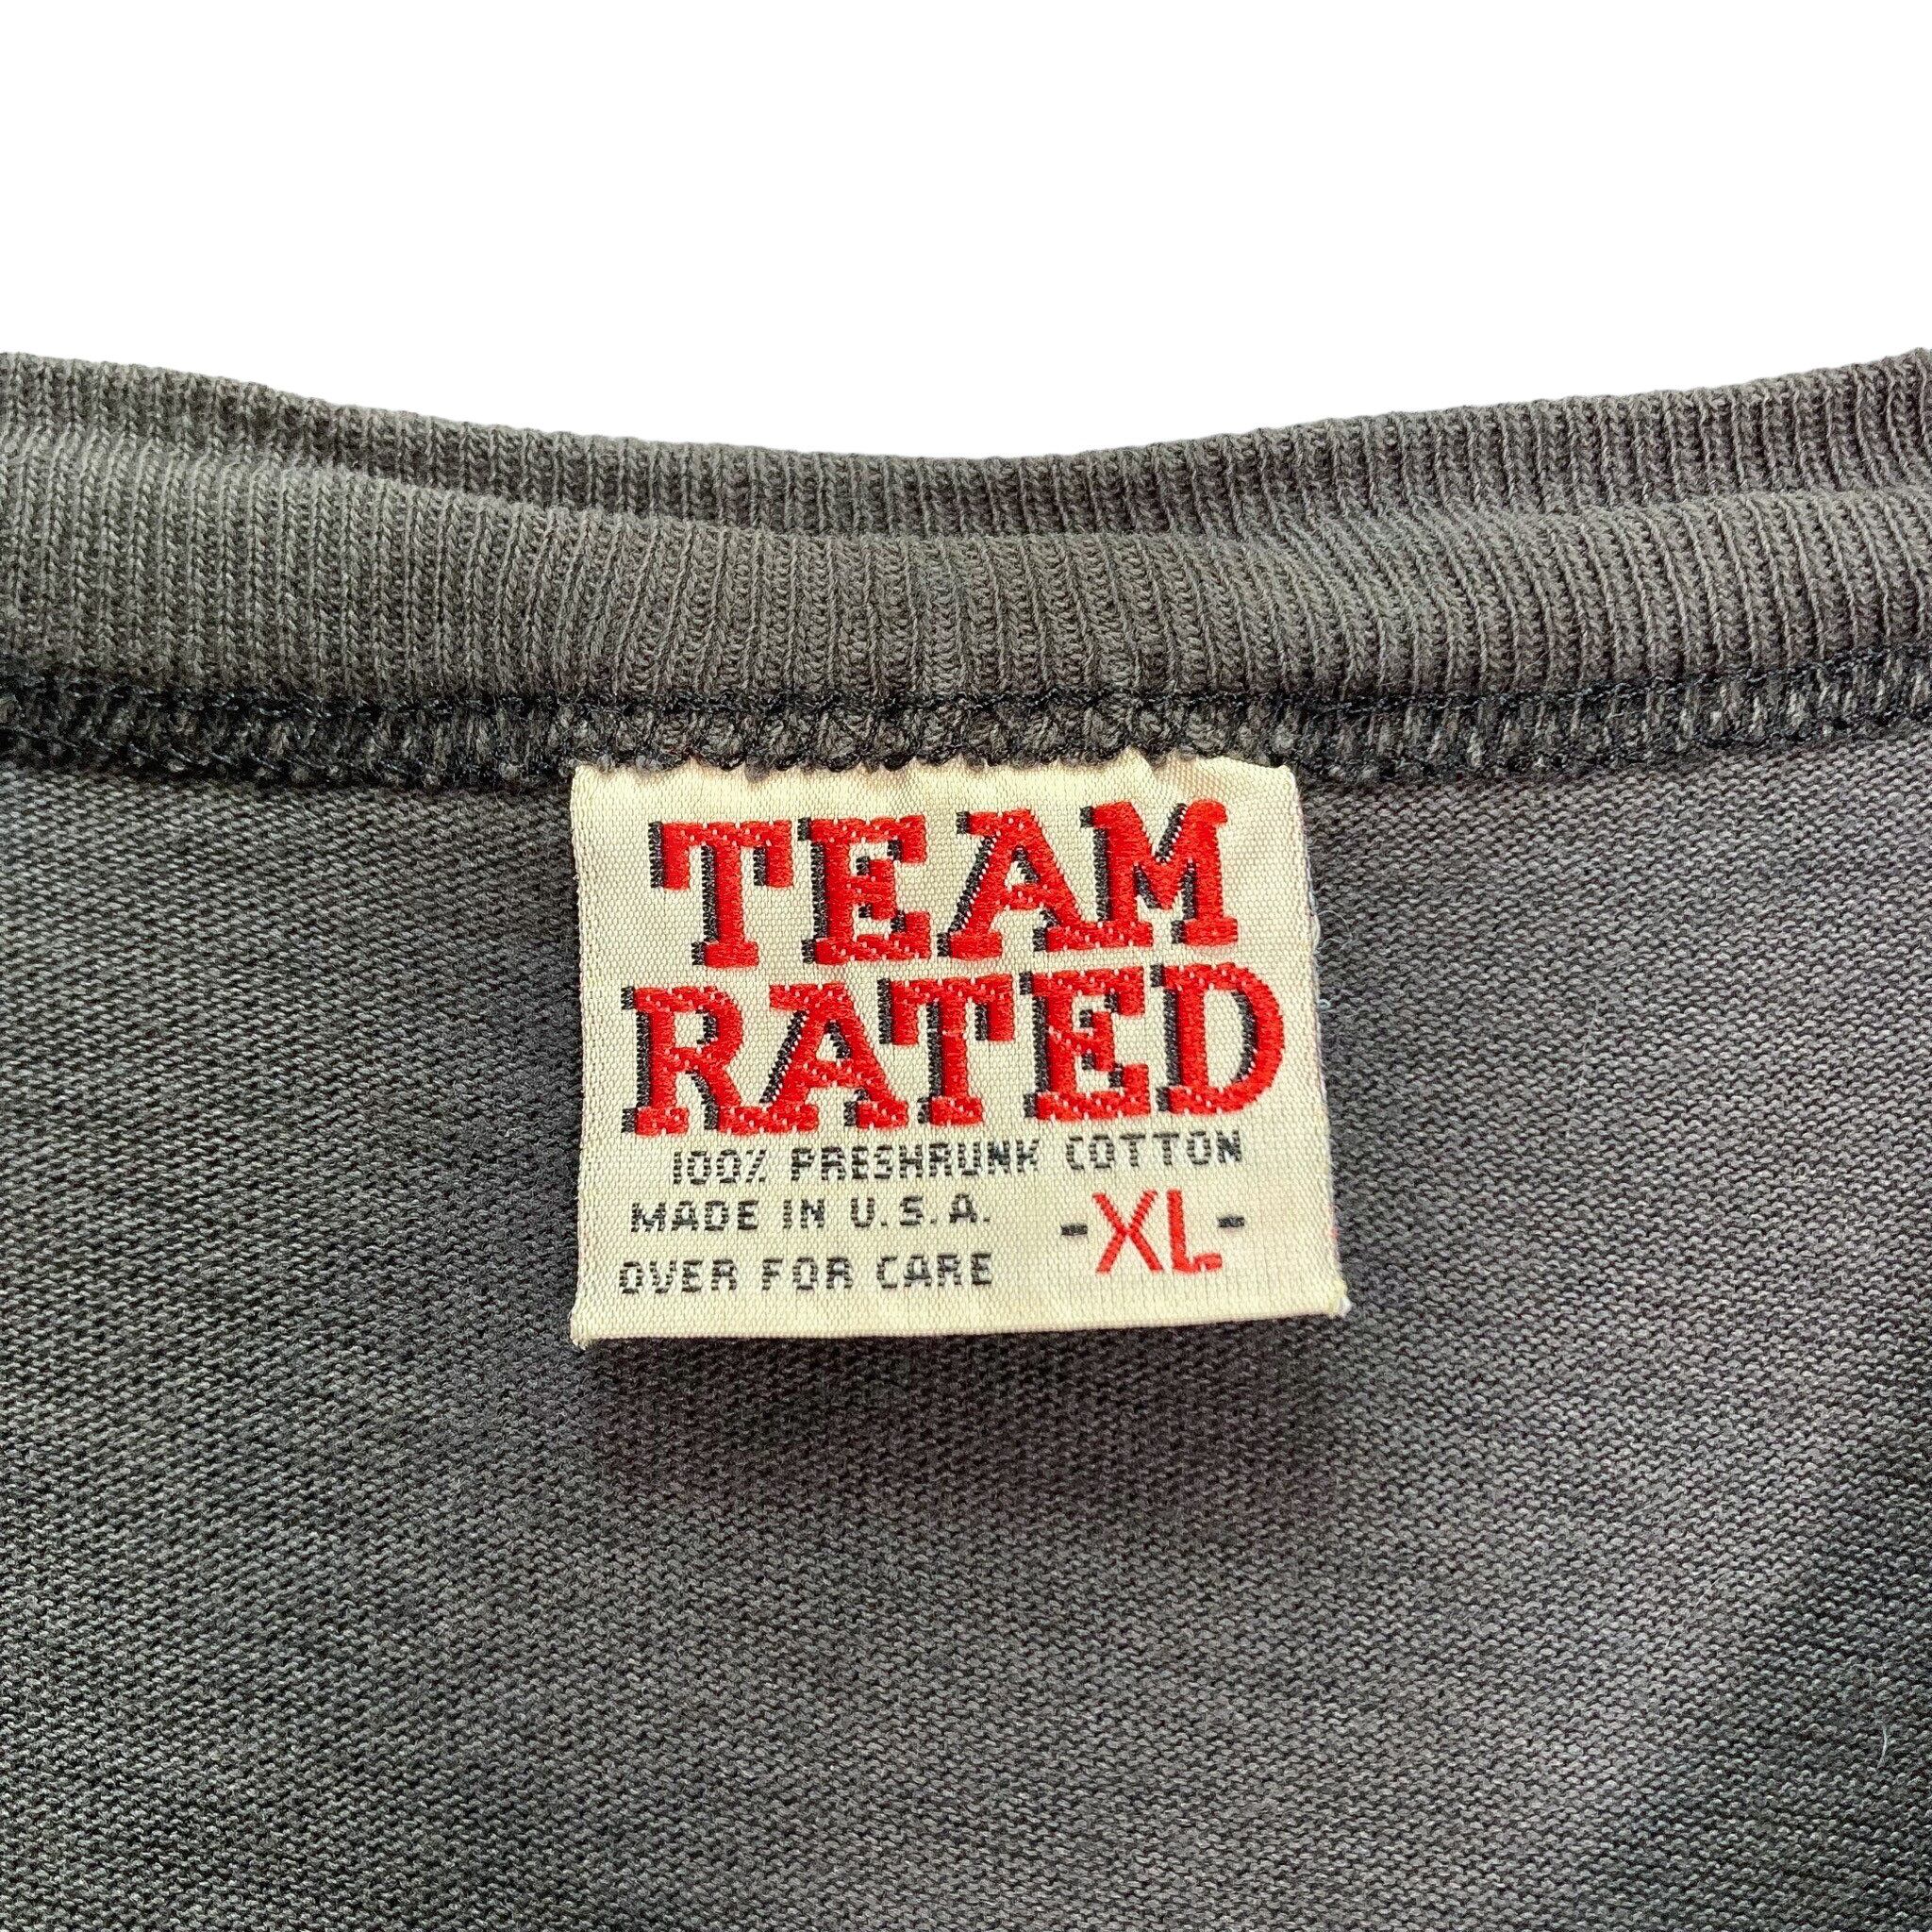 TEAM
RATED
100% PRESHRUNK COTTON
MADE IN U.S.A. -XL-
OVER FOR CARE